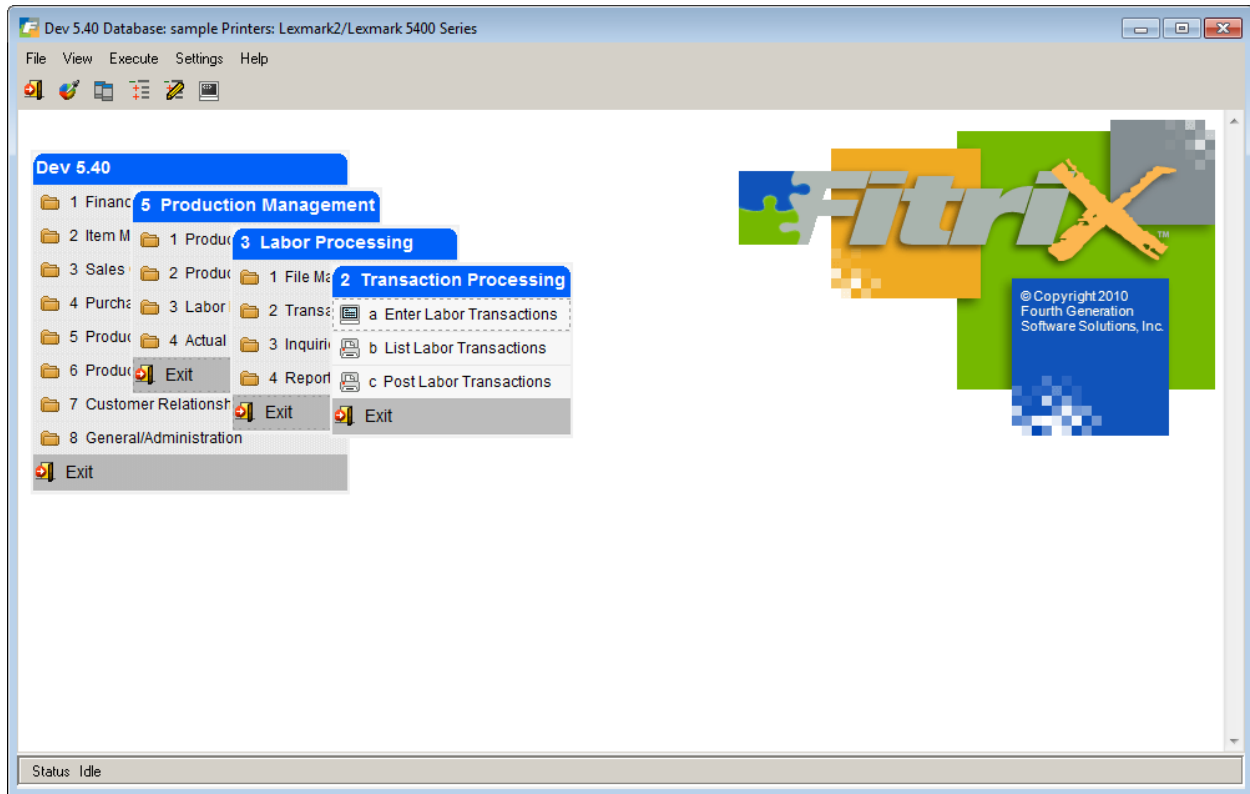 Dev 5.40 Database: sample Printers: Lexmark2/Lexmark 5400 Series
File View Execute Settings Help
Dev 5.40
1 Financ
2 Item M
3 Sales
4 Purcha
5 Produc
6 Produc
7 Customer Relationsh
8 General/Administration
Exit
5 Production Management
1 Produc
2 Produc
3 Labor
4 Actual
Exit
3 Labor Processing
1 File Ma
2 Transa
3 Inquirie
4 Report
Exit
2 Transaction Processing
a Enter Labor Transactions
b List Labor Transactions
c Post Labor Transactions
Exit
Fitrix™
©Copyright 2010
Fourth Generation
Software Solutions, Inc.
Status Idle